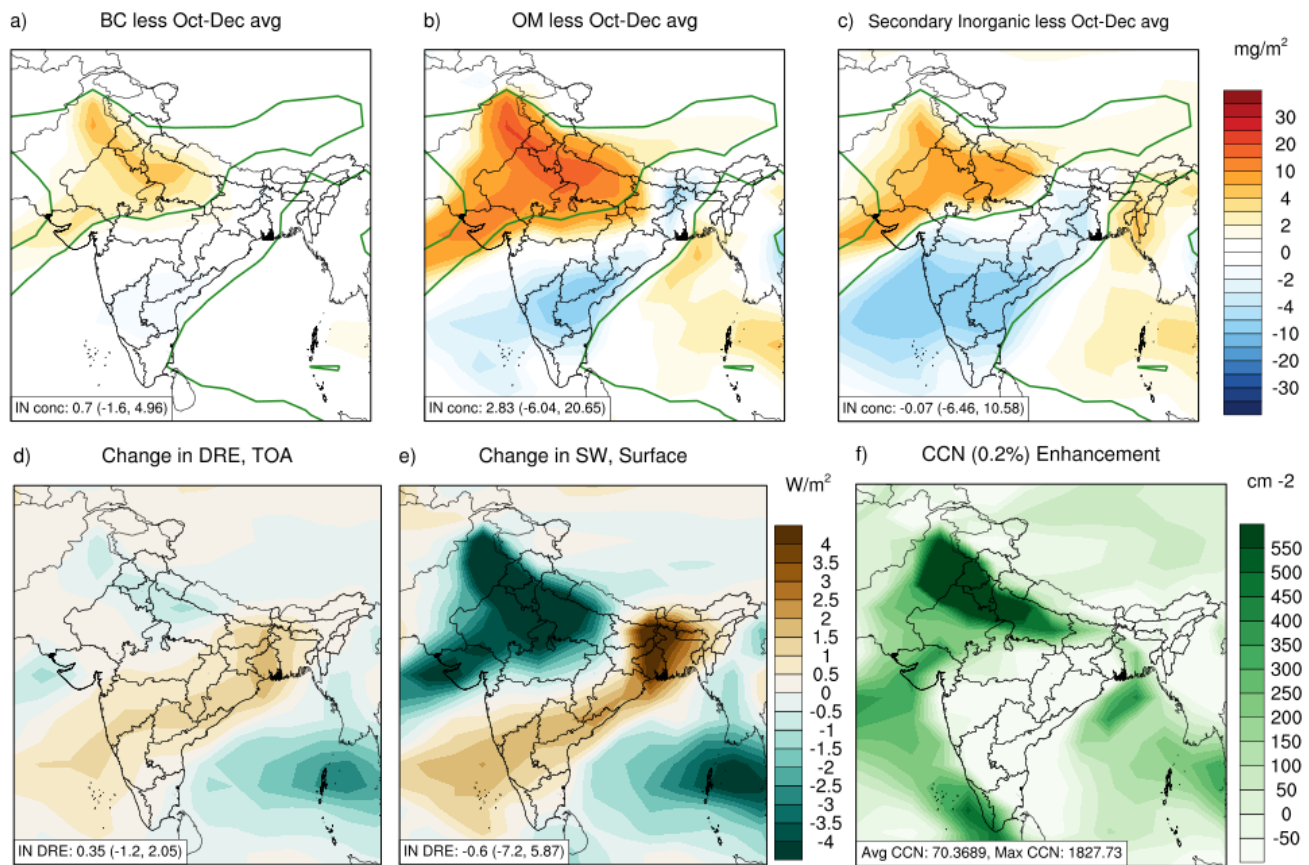 a) BC less Oct-Dec avg
b) OM less Oct-Dec avg
c) Secondary Inorganic less Oct-Dec avg
mg/m²
30
20
10
4
2
0
-2
-4
-10
-20
-30
IN conc: 0.7 (-1.6, 4.96)
IN conc: 2.83 (-6.04, 20.65)
IN conc: -0.07 (-6.46, 10.58)
d) Change in DRE, TOA
e) Change in SW, Surface
f) CCN (0.2%) Enhancement
W/m²
4
3.5
3
2.5
2
1.5
1
0.5
0
-0.5
-1
-1.5
-2
-2.5
-3
-3.5
-4
cm -2
550
500
450
400
350
300
250
200
150
100
50
0
-50
IN DRE: 0.35 (-1.2, 2.05)
IN DRE: -0.6 (-7.2, 5.87)
Avg CCN: 70.3689, Max CCN: 1827.73